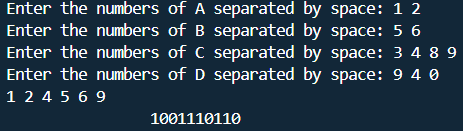 Enter the numbers of A separated by space: 1 2
Enter the numbers of B separated by space: 5 6
Enter the numbers of C separated by space: 3 4 8 9
Enter the numbers of D separated by space: 9 4 0
1 2 4 5 6 9
1001110110